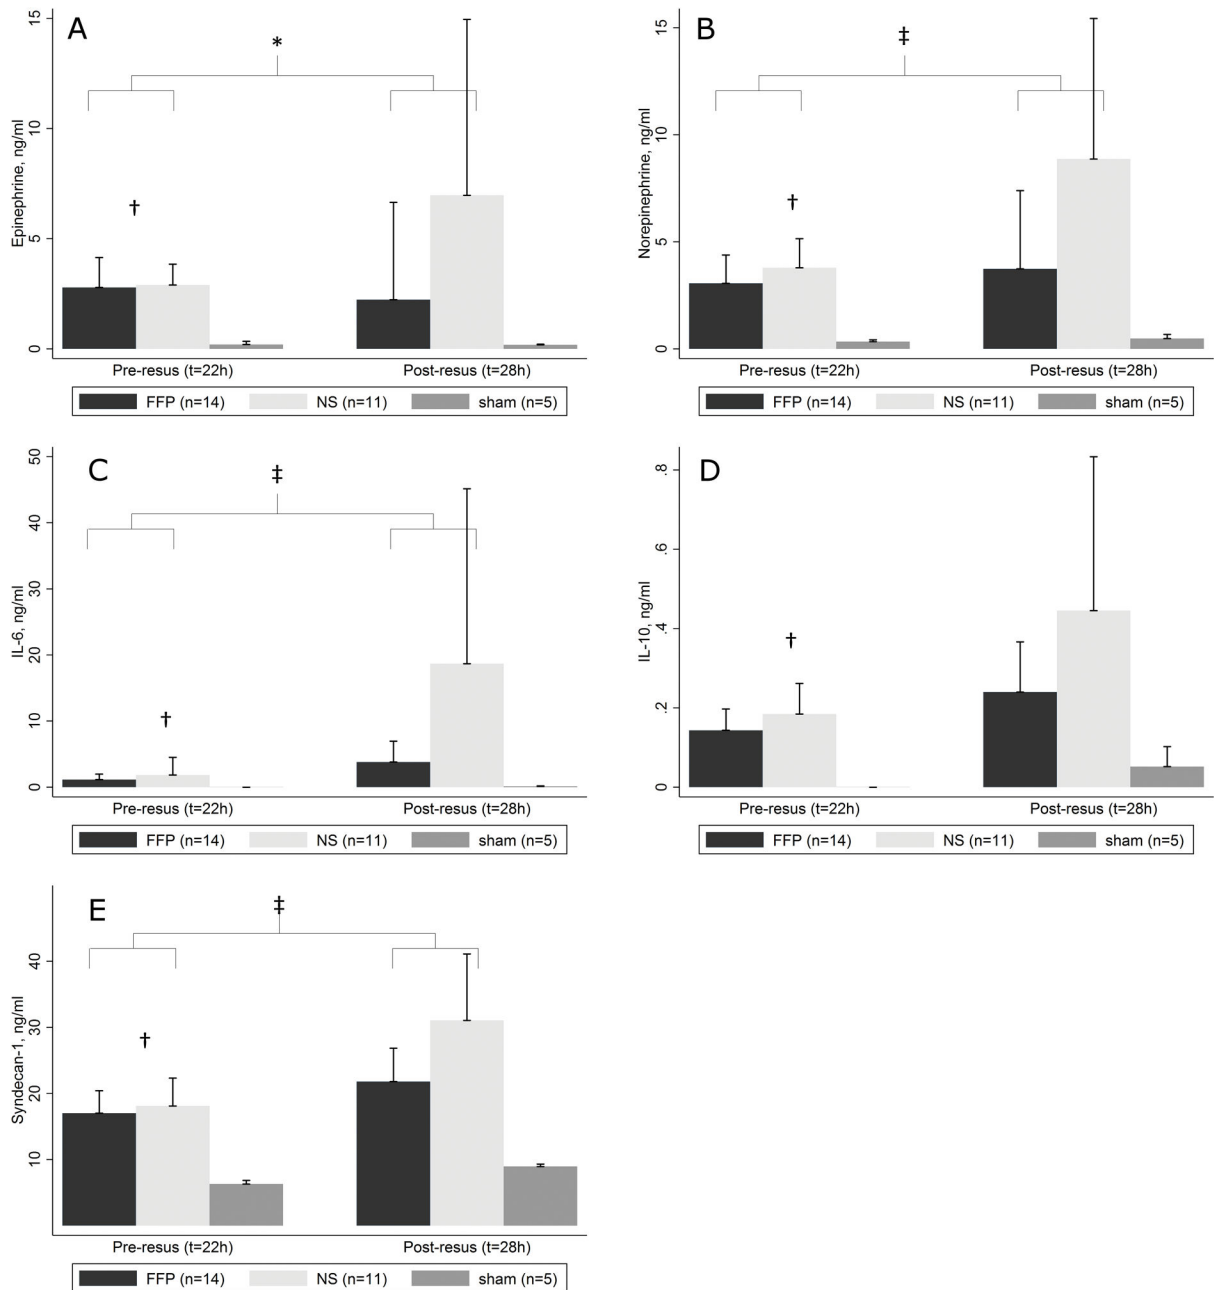 A
*
†
Epinephrine, ng/ml
15
10
5
0
Pre-resus (t=22h)
Post-resus (t=28h)
FFP (n=14)
NS (n=11)
sham (n=5)
B
‡
†
Norepinephrine, ng/ml
15
10
5
0
Pre-resus (t=22h)
Post-resus (t=28h)
FFP (n=14)
NS (n=11)
sham (n=5)
C
‡
†
IL-6, ng/ml
50
40
30
20
10
0
Pre-resus (t=22h)
Post-resus (t=28h)
FFP (n=14)
NS (n=11)
sham (n=5)
D
†
IL-10, ng/ml
.8
.6
.4
.2
0
Pre-resus (t=22h)
Post-resus (t=28h)
FFP (n=14)
NS (n=11)
sham (n=5)
E
‡
†
Syndecan-1, ng/ml
40
30
20
10
Pre-resus (t=22h)
Post-resus (t=28h)
FFP (n=14)
NS (n=11)
sham (n=5)